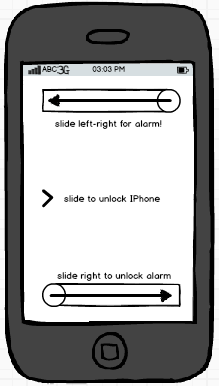 ABC 3G 03:03 PM
slide left-right for alarm!
slide to unlock IPhone
slide right to unlock alarm